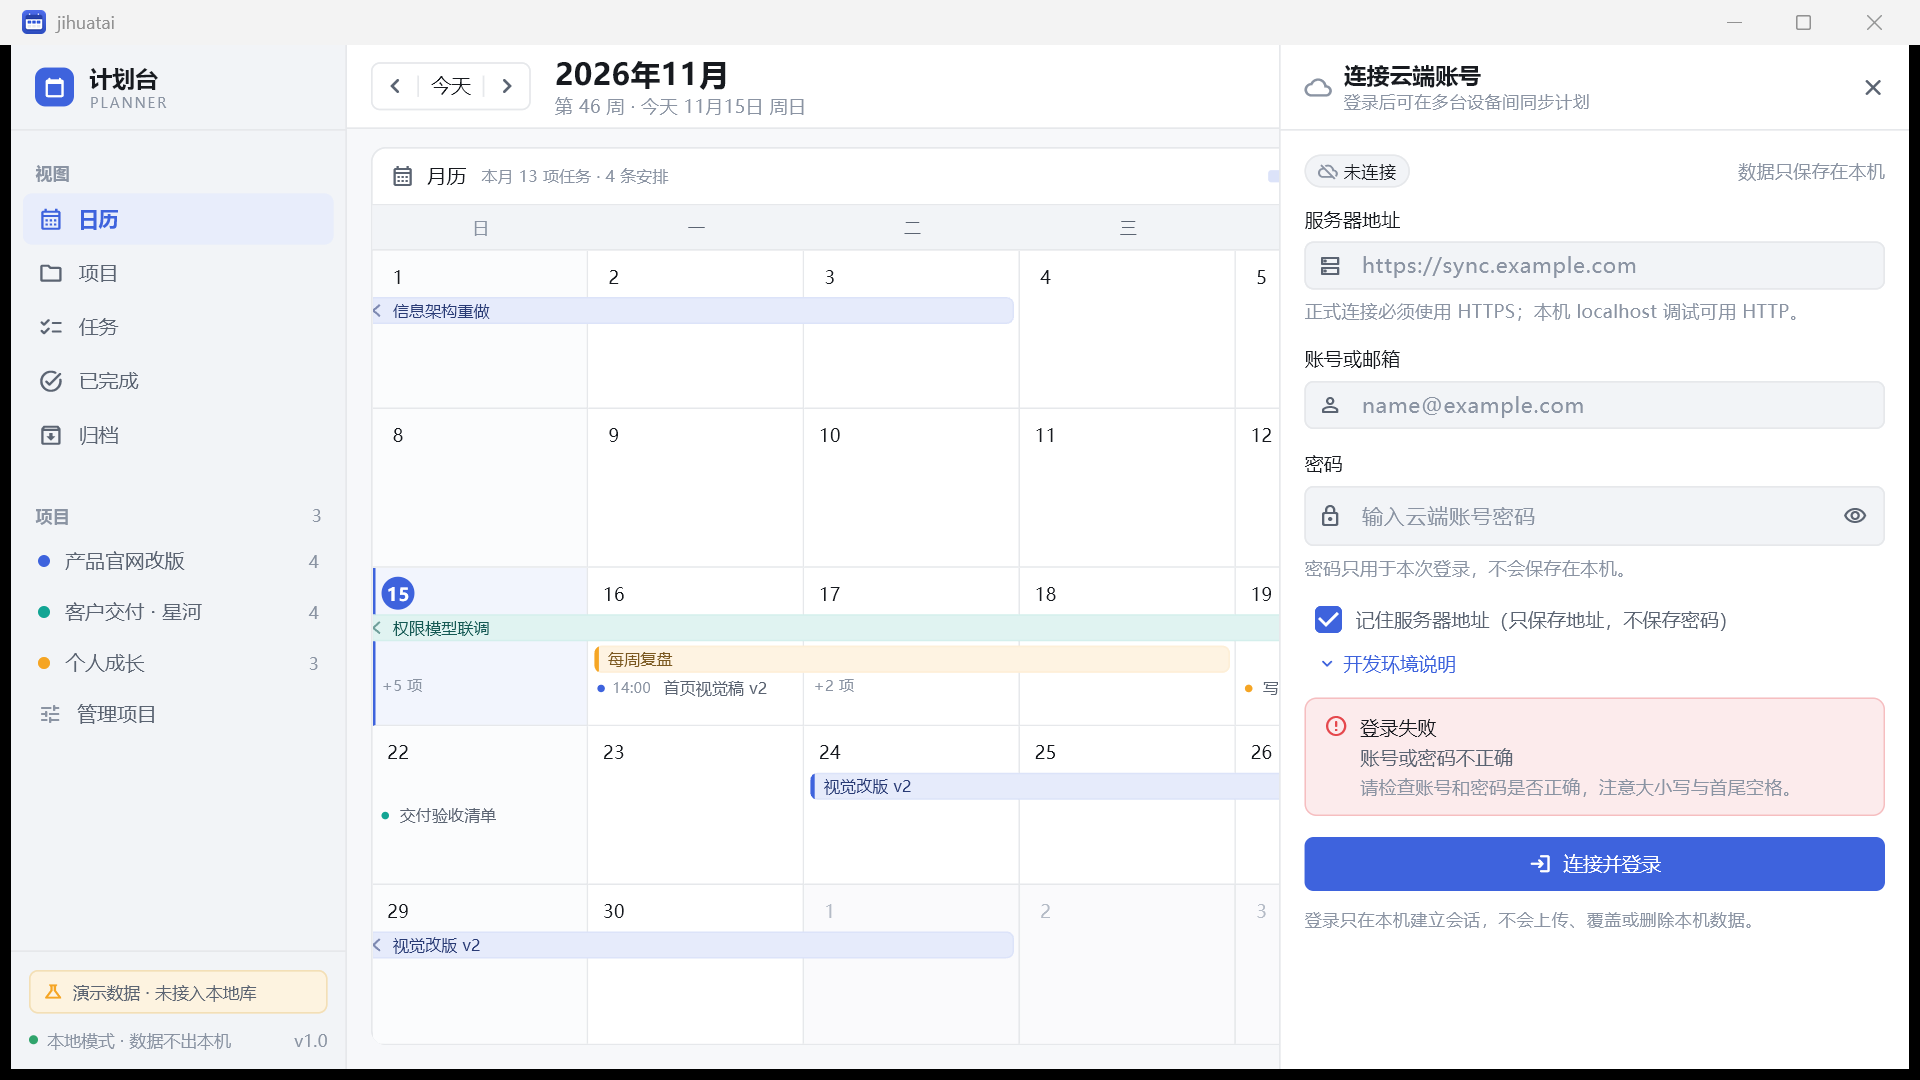 jihuatai
计划台
PLANNER
视图
日历
项目
任务
已完成
归档
项目 3
产品官网改版 4
客户交付 · 星河 4
个人成长 3
管理项目
演示数据 · 未接入本地库
本地模式 · 数据不出本机 v1.0
今天
2026年11月
第 46 周 · 今天 11月15日 周日
月历 本月 13 项任务 · 4 条安排
日 一 二 三
1 2 3 4 5
信息架构重做
8 9 10 11 12
15 16 17 18 19
权限模型联调
每周复盘
+5 项 14:00 首页视觉稿 v2 +2 项 写
22 23 24 25 26
视觉改版 v2
交付验收清单
29 30 1 2 3
视觉改版 v2
连接云端账号
登录后可在多台设备间同步计划
未连接 数据只保存在本机
服务器地址
https://sync.example.com
正式连接必须使用 HTTPS；本机 localhost 调试可用 HTTP。
账号或邮箱
name@example.com
密码
输入云端账号密码
密码只用于本次登录，不会保存在本机。
记住服务器地址（只保存地址，不保存密码）
开发环境说明
登录失败
账号或密码不正确
请检查账号和密码是否正确，注意大小写与首尾空格。
连接并登录
登录只在本机建立会话，不会上传、覆盖或删除本机数据。